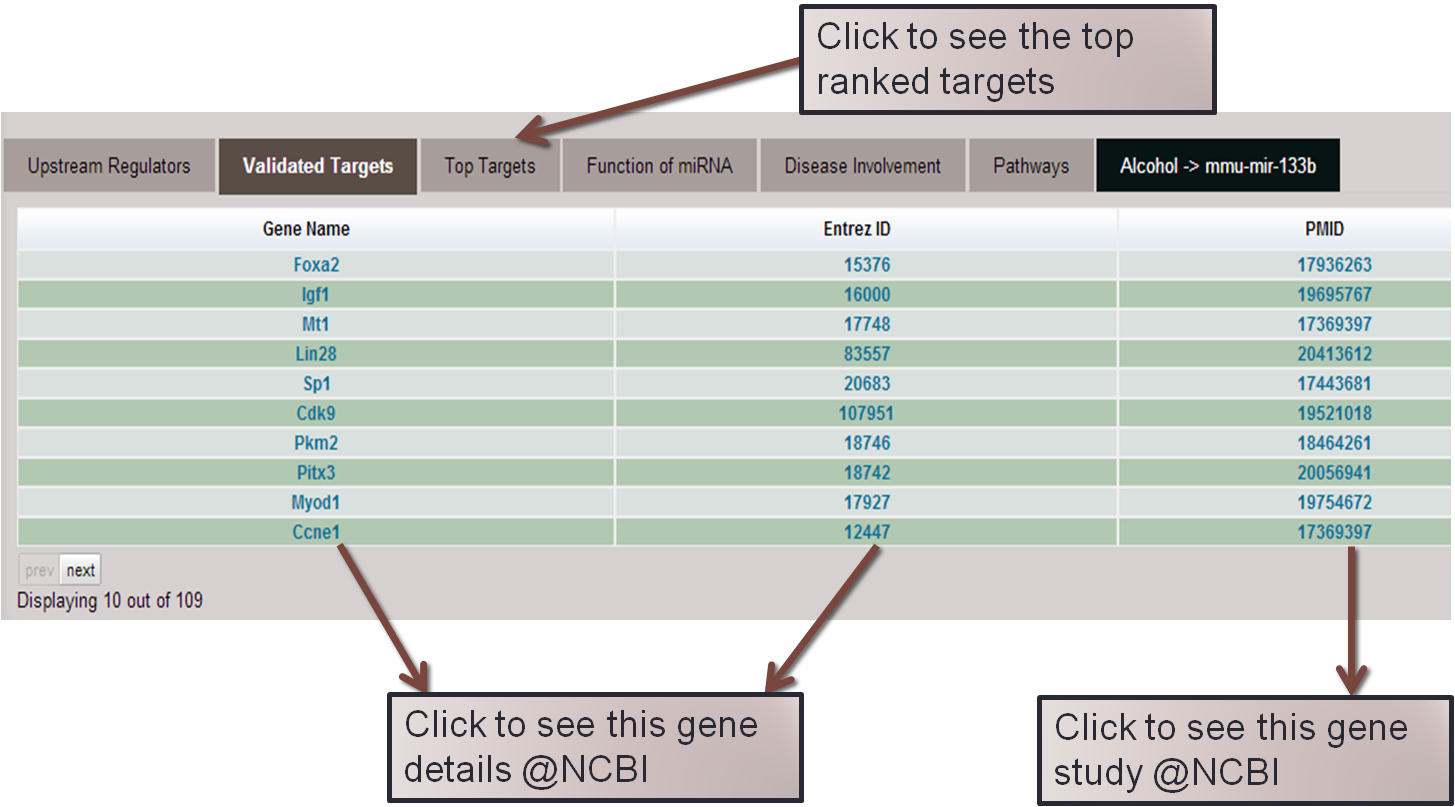 Click to see the top
ranked targets
Upstream Regulators Validated Targets Top Targets Function of miRNA Disease Involvement Pathways Alcohol -> mmu-mir-133b
Gene Name Entrez ID PMID
Foxa2 15376 17936263
Igf1 16000 19695767
Mt1 17748 17369397
Lin28 83557 20413612
Sp1 20683 17443681
Cdk9 107951 19521018
Pkm2 18746 18464261
Pitx3 18742 20056941
Myod1 17927 19754672
Ccne1 12447 17369397
prev next
Displaying 10 out of 109
Click to see this gene
details @NCBI
Click to see this gene
study @NCBI